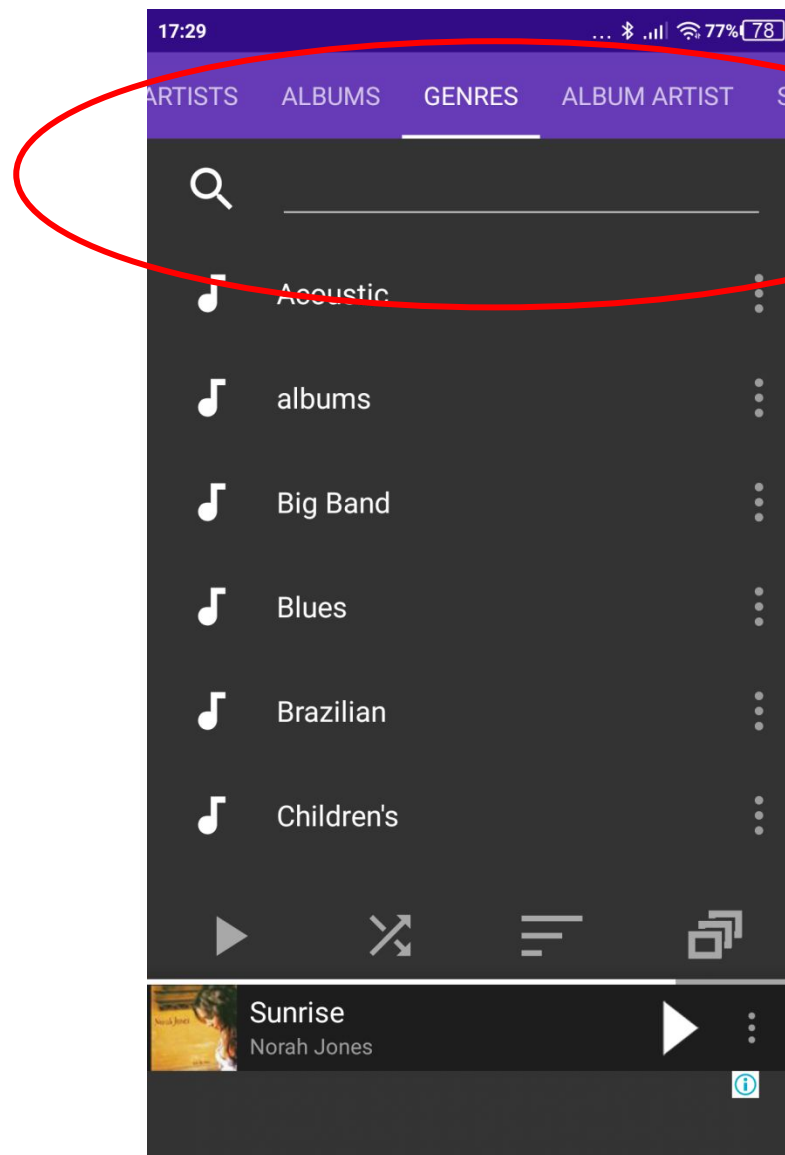 17:29 ... 77% 78
ARTISTS ALBUMS GENRES ALBUM ARTIST S
Acoustic
albums
Big Band
Blues
Brazilian
Children's
Sunrise
Norah Jones